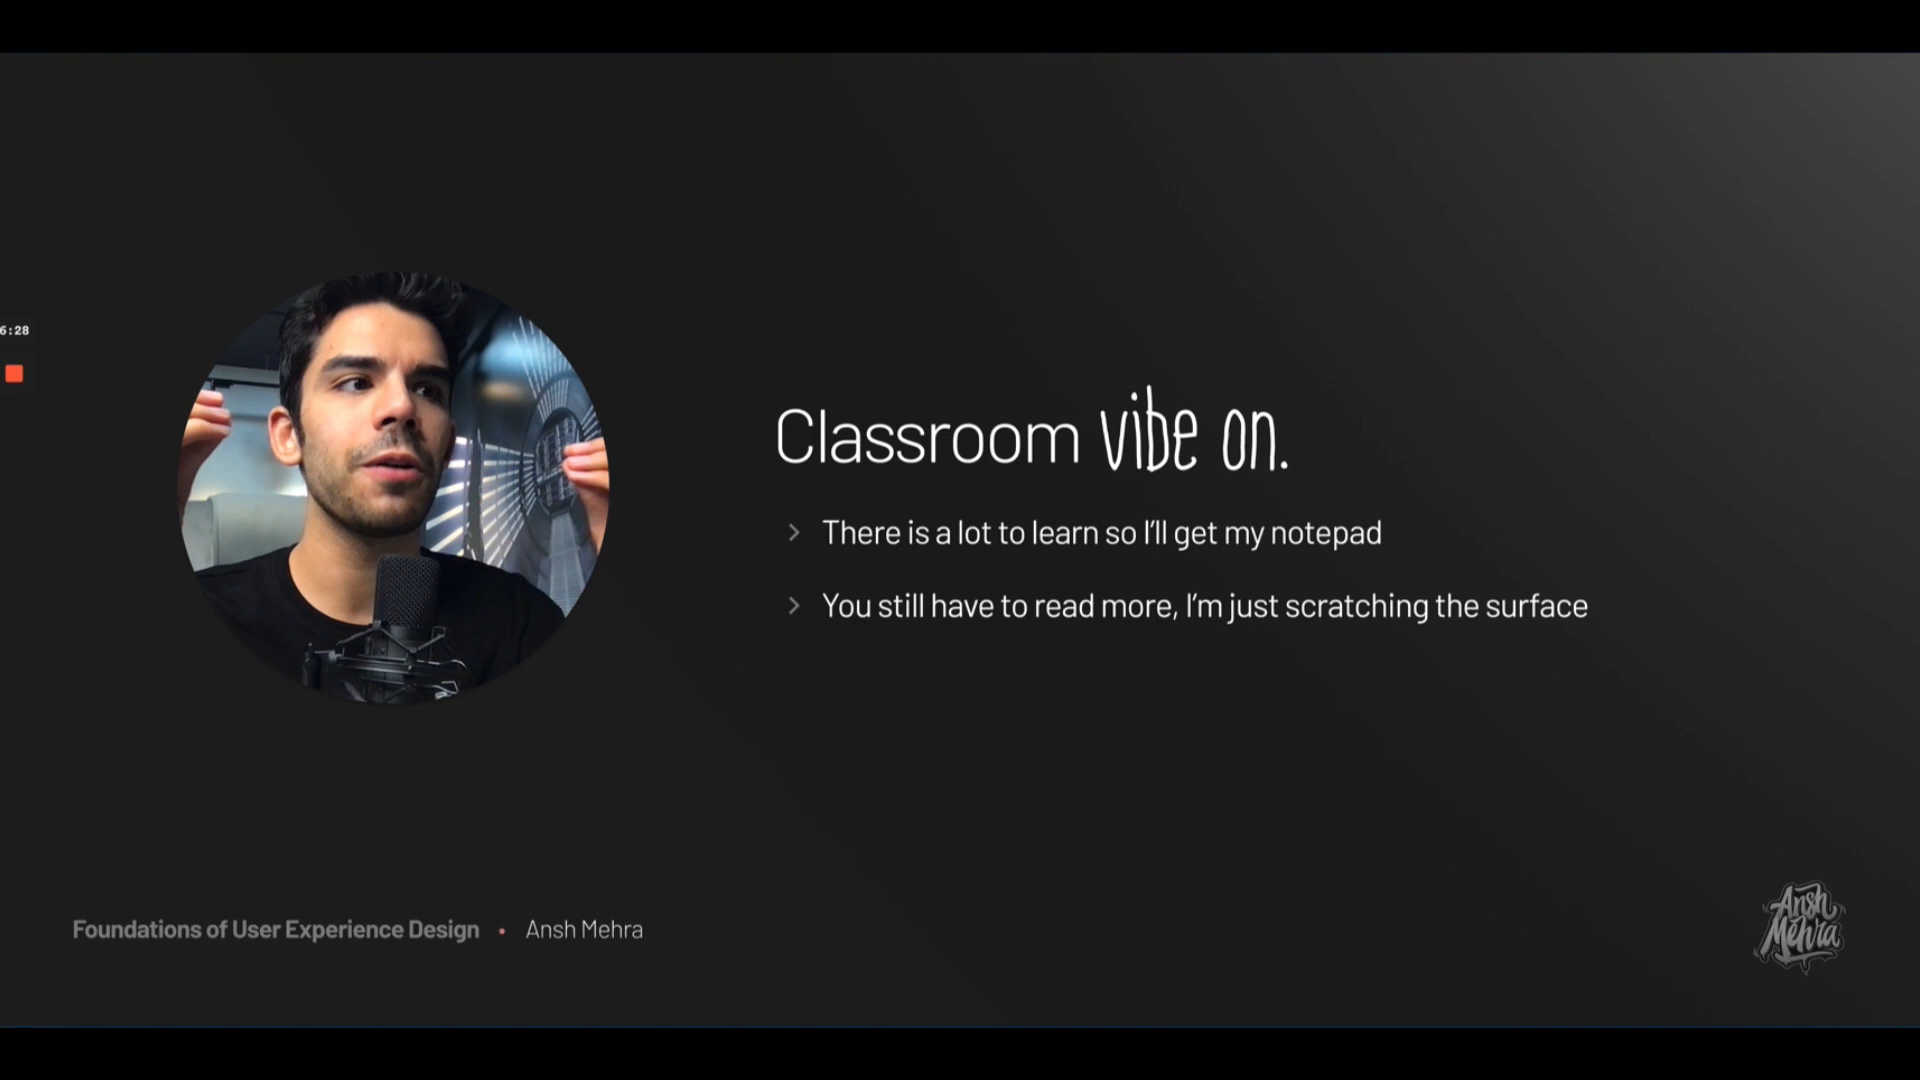 6:28
Classroom vibe on.
There is a lot to learn so I'll get my notepad
You still have to read more, I'm just scratching the surface
Foundations of User Experience Design • Ansh Mehra
Ansh
Mehra